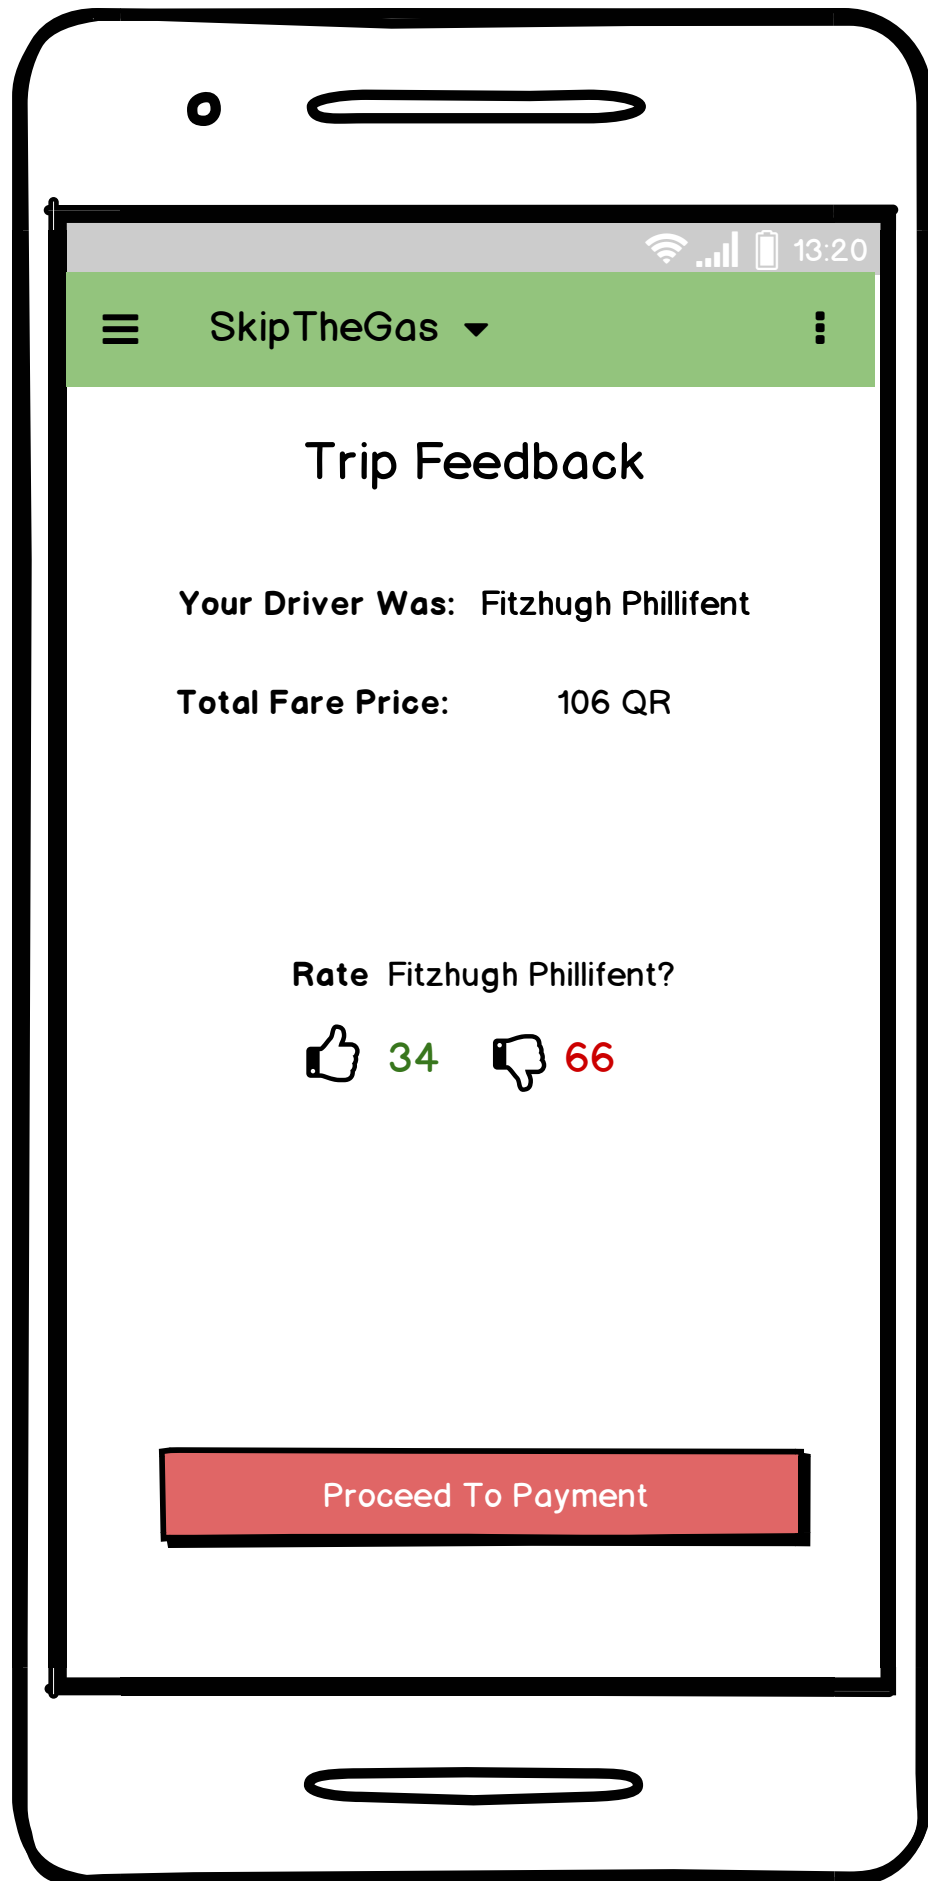 13:20
SkipTheGas
Trip Feedback
Your Driver Was: Fitzhugh Phillifent
Total Fare Price: 106 QR
Rate Fitzhugh Phillifent?
34 66
Proceed To Payment